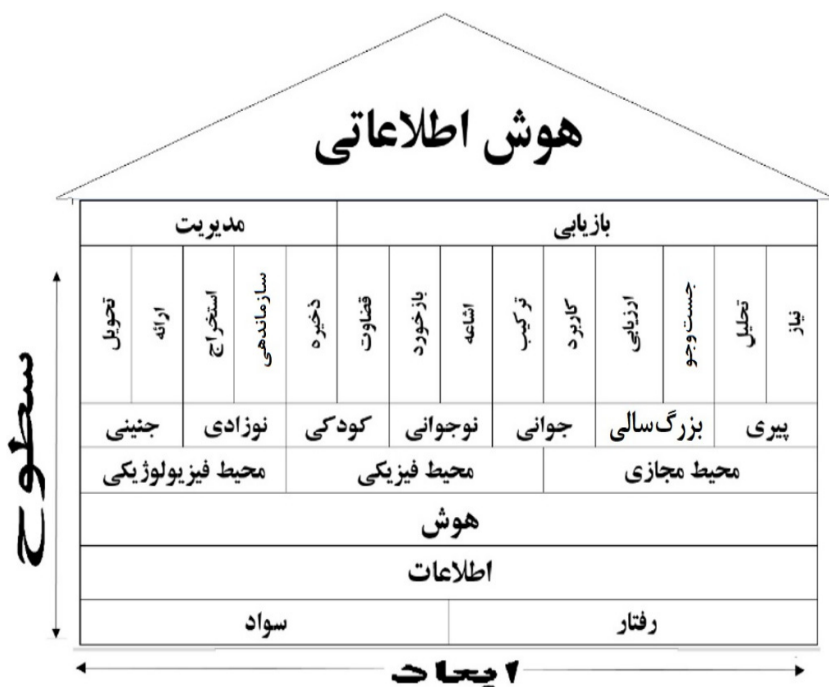 هوش اطلاعاتی
بازیابی مدیریت
نیاز تحلیل جست‌وجو ارزیابی کاربرد ترکیب اشاعه بازخورد قضاوت ذخیره سازماندهی استخراج ارائه تحویل
پیری بزرگ‌سالی جوانی نوجوانی کودکی نوزادی جنینی
محیط مجازی محیط فیزیکی محیط فیزیولوژیکی
هوش
اطلاعات
رفتار سواد
سطوح
ابعاد